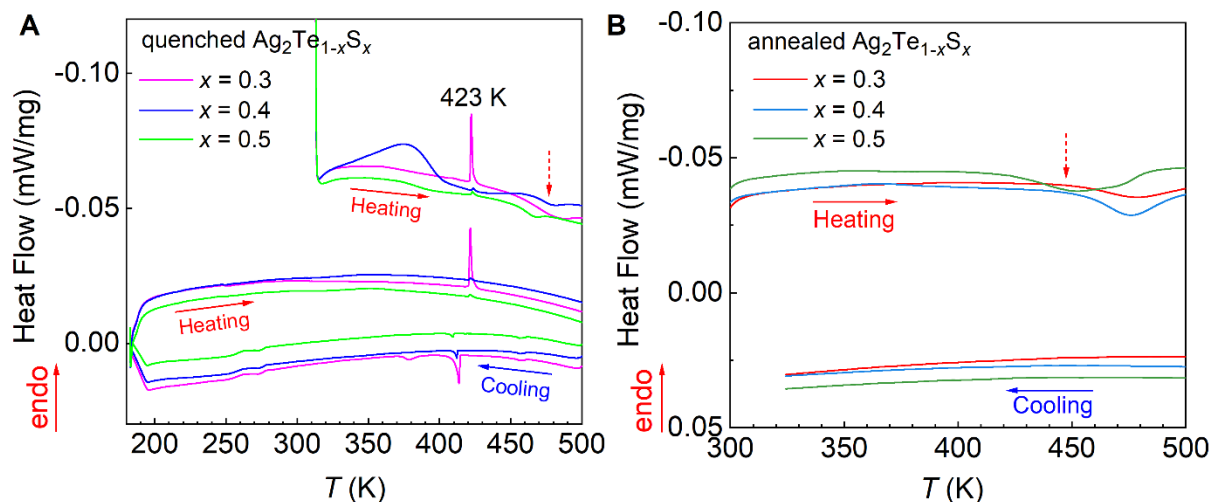 A
quenched Ag₂Te₁₋ₓSₓ
x = 0.3
x = 0.4
x = 0.5
423 K
Heating
Heating
Cooling
-0.10
-0.05
0.00
Heat Flow (mW/mg)
endo
200 250 300 350 400 450 500
T (K)
B
annealed Ag₂Te₁₋ₓSₓ
x = 0.3
x = 0.4
x = 0.5
Heating
Cooling
-0.10
-0.05
0.00
0.05
Heat Flow (mW/mg)
endo
300 350 400 450 500
T (K)